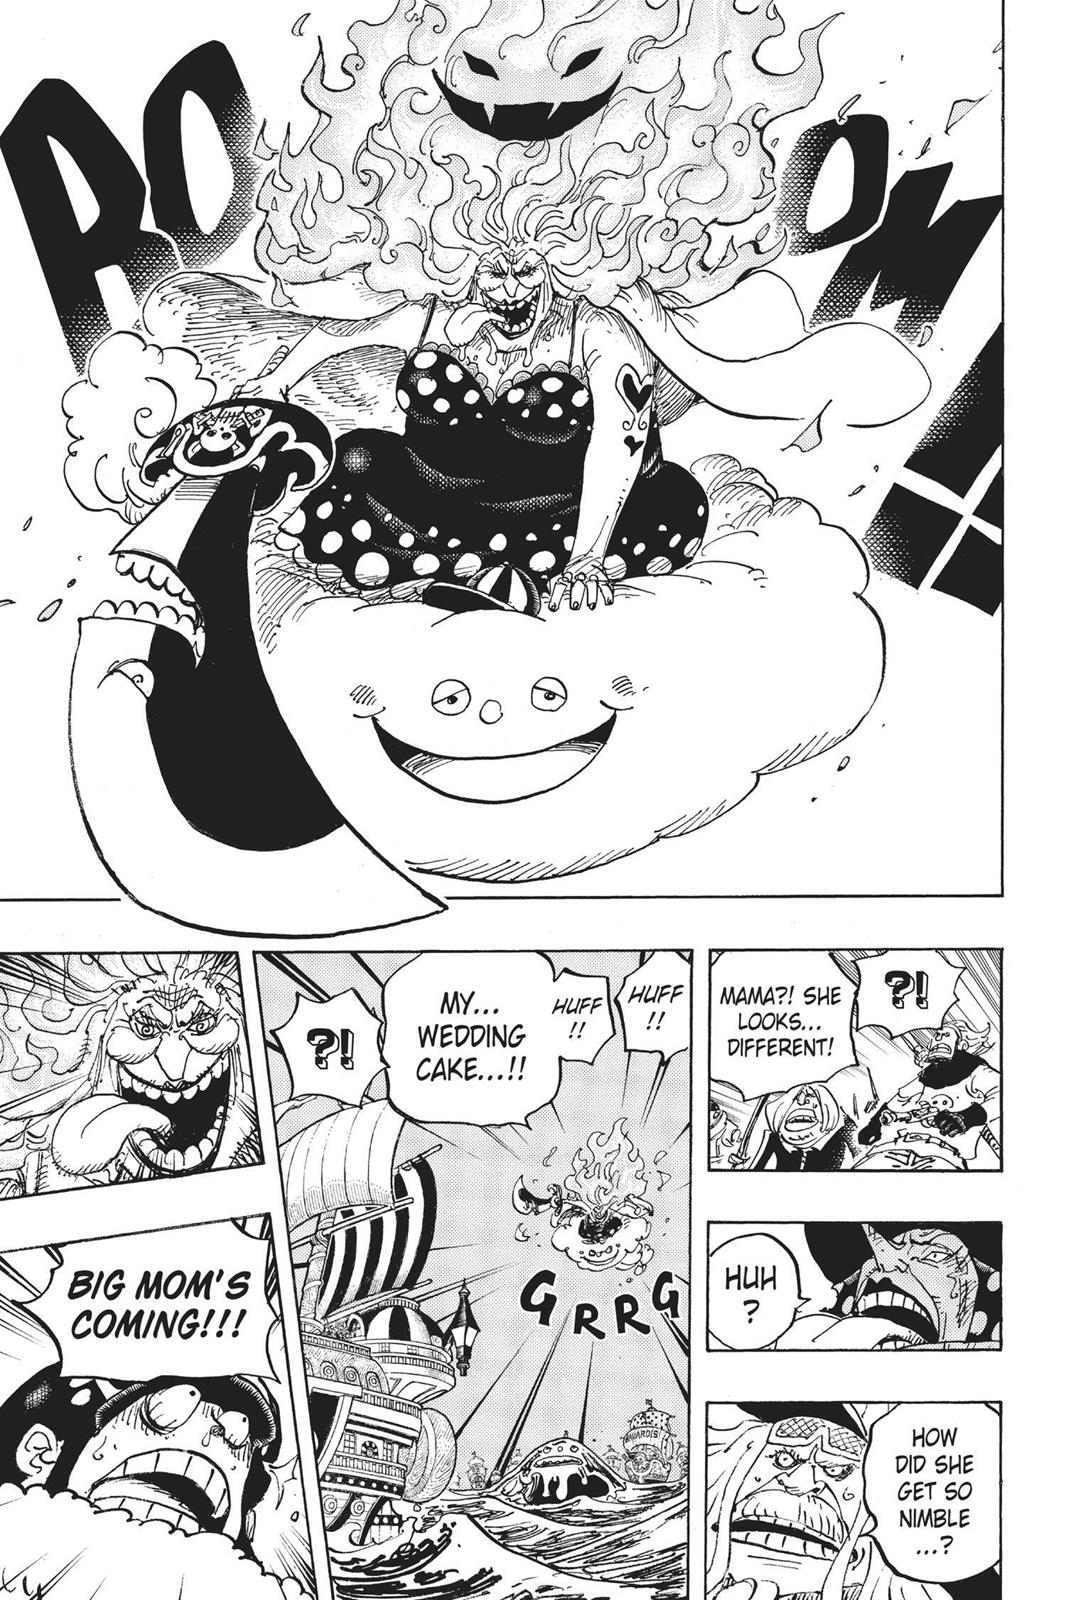 BOOM!!
?!
MAMA?! SHE
LOOKS...
DIFFERENT!
HUH
?
HOW
DID SHE
GET SO
NIMBLE
...?
HUFF
!!
HUFF
!!
MY...
WEDDING
CAKE...!!
?!
GRRG
BIG MOM'S
COMING!!!